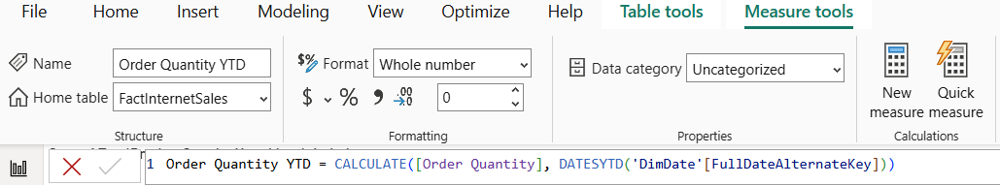 File Home Insert Modeling View Optimize Help Table tools Measure tools
Name Order Quantity YTD
Home table FactInternetSales
Structure
$% Format Whole number
$ % , .00 .0 0
Formatting
Data category Uncategorized
Properties
New measure
Quick measure
Calculations
1 Order Quantity YTD = CALCULATE([Order Quantity], DATESYTD('DimDate'[FullDateAlternateKey]))